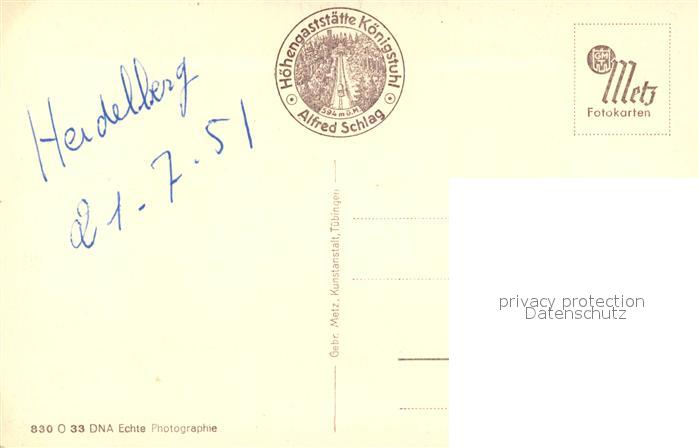 Höhengaststätte Königstuhl
594 m ü. M.
Alfred Schlag
GM
Metz
Fotokarten
Heidelberg
21-7.51
Gebr. Metz, Kunstanstalt, Tübingen
privacy protection
Datenschutz
830 O 33 DNA Echte Photographie